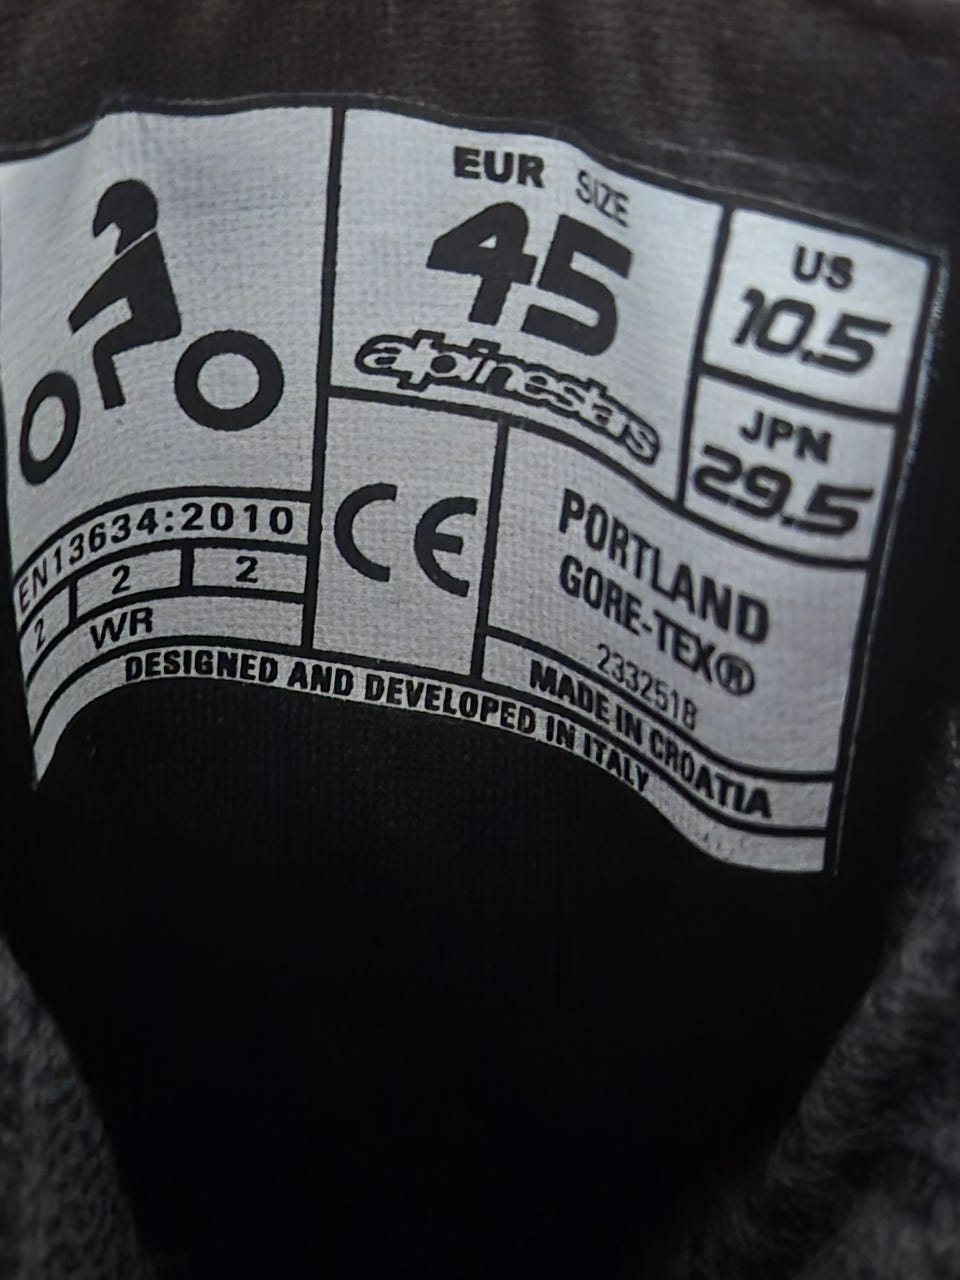 EUR SIZE
45
alpinestars
US
10.5
JPN
29.5
EN13634:2010
2 2 2
WR
CE
PORTLAND
GORE-TEX®
2332518
MADE IN CROATIA
DESIGNED AND DEVELOPED IN ITALY